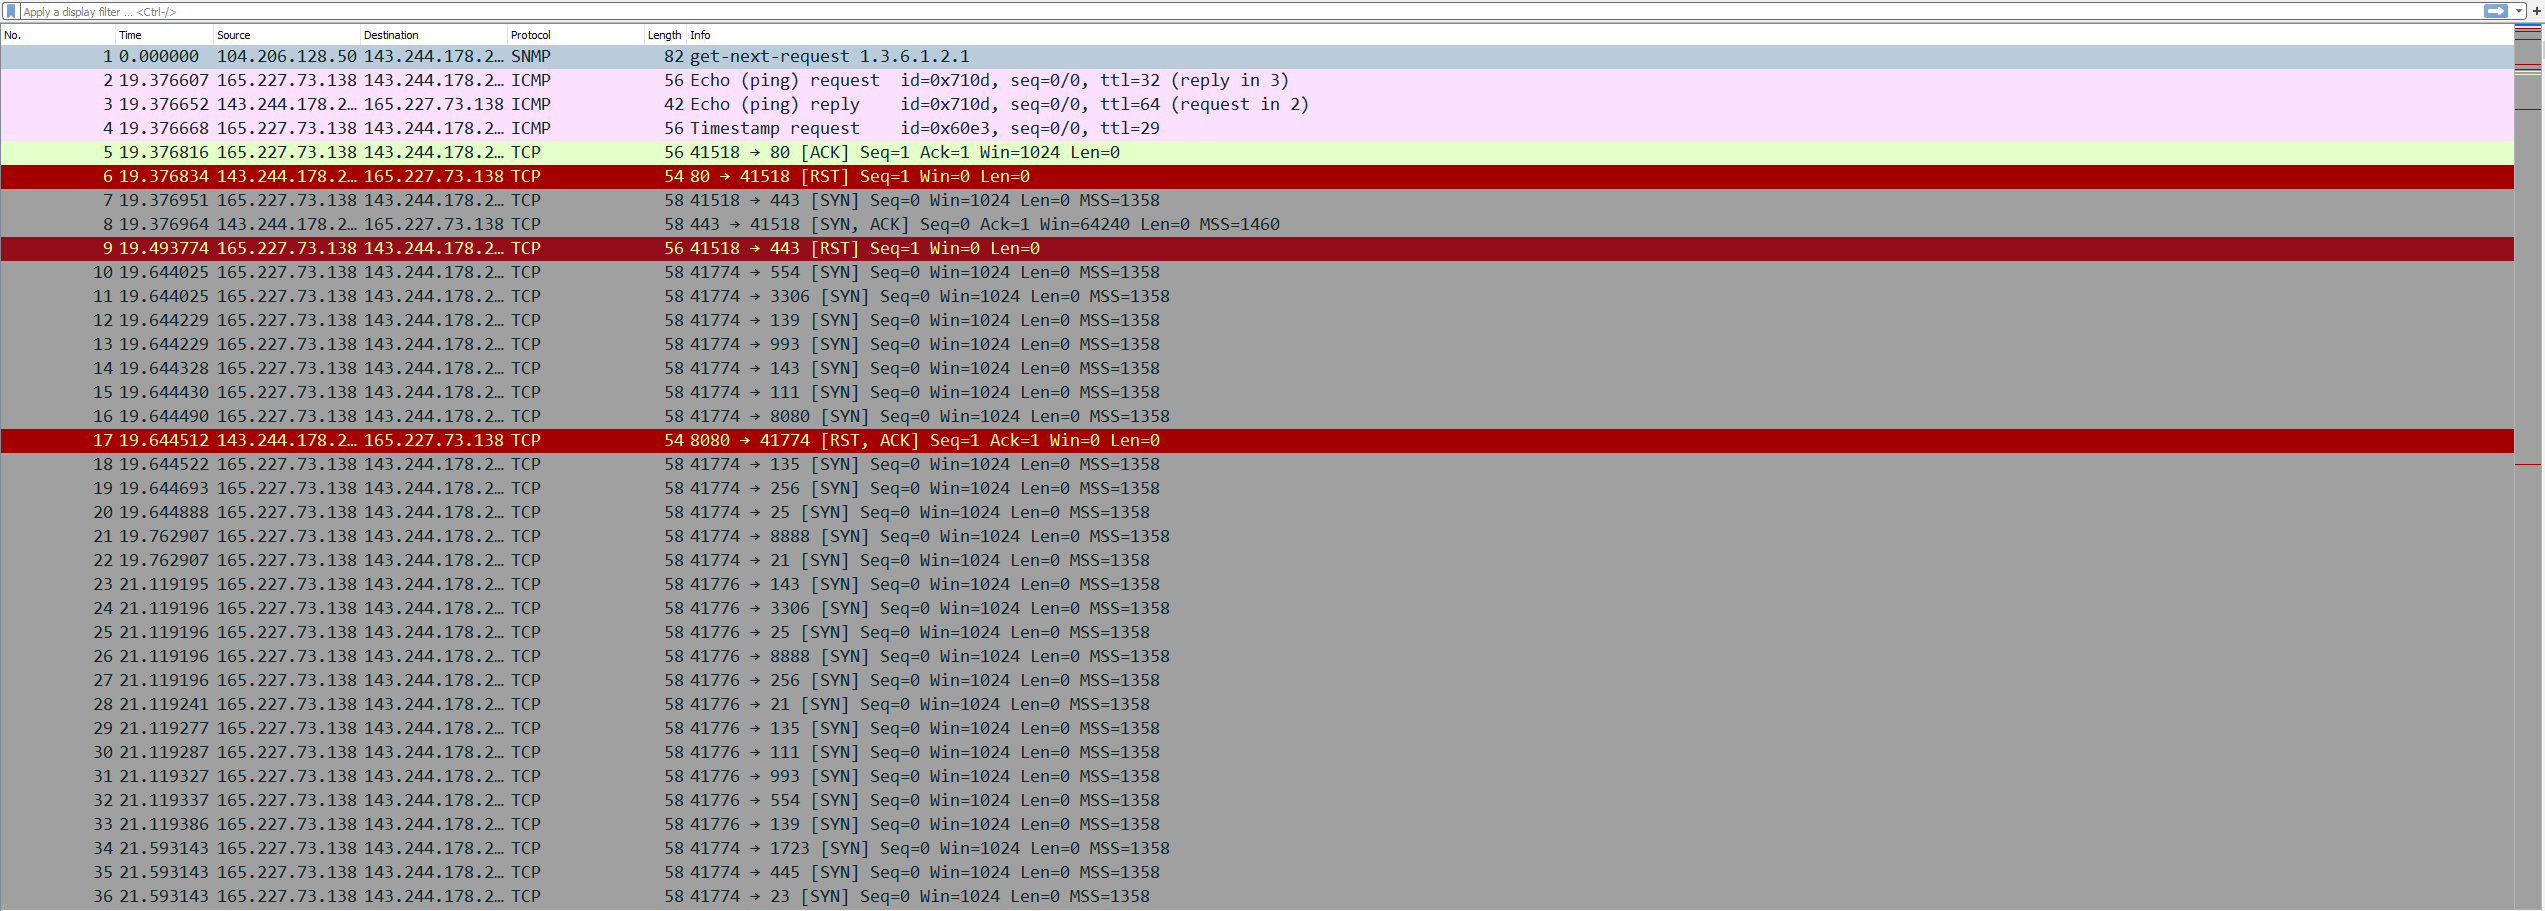 Apply a display filter ... <Ctrl-/>
No. Time Source Destination Protocol Length Info
1 0.000000 104.206.128.50 143.244.178.2… SNMP 82 get-next-request 1.3.6.1.2.1
2 19.376607 165.227.73.138 143.244.178.2… ICMP 56 Echo (ping) request id=0x710d, seq=0/0, ttl=32 (reply in 3)
3 19.376652 143.244.178.2… 165.227.73.138 ICMP 42 Echo (ping) reply id=0x710d, seq=0/0, ttl=64 (request in 2)
4 19.376668 165.227.73.138 143.244.178.2… ICMP 56 Timestamp request id=0x60e3, seq=0/0, ttl=29
5 19.376816 165.227.73.138 143.244.178.2… TCP 56 41518 → 80 [ACK] Seq=1 Ack=1 Win=1024 Len=0
6 19.376834 143.244.178.2… 165.227.73.138 TCP 54 80 → 41518 [RST] Seq=1 Win=0 Len=0
7 19.376951 165.227.73.138 143.244.178.2… TCP 58 41518 → 443 [SYN] Seq=0 Win=1024 Len=0 MSS=1358
8 19.376964 143.244.178.2… 165.227.73.138 TCP 58 443 → 41518 [SYN, ACK] Seq=0 Ack=1 Win=64240 Len=0 MSS=1460
9 19.493774 165.227.73.138 143.244.178.2… TCP 56 41518 → 443 [RST] Seq=1 Win=0 Len=0
10 19.644025 165.227.73.138 143.244.178.2… TCP 58 41774 → 554 [SYN] Seq=0 Win=1024 Len=0 MSS=1358
11 19.644025 165.227.73.138 143.244.178.2… TCP 58 41774 → 3306 [SYN] Seq=0 Win=1024 Len=0 MSS=1358
12 19.644229 165.227.73.138 143.244.178.2… TCP 58 41774 → 139 [SYN] Seq=0 Win=1024 Len=0 MSS=1358
13 19.644229 165.227.73.138 143.244.178.2… TCP 58 41774 → 993 [SYN] Seq=0 Win=1024 Len=0 MSS=1358
14 19.644328 165.227.73.138 143.244.178.2… TCP 58 41774 → 143 [SYN] Seq=0 Win=1024 Len=0 MSS=1358
15 19.644430 165.227.73.138 143.244.178.2… TCP 58 41774 → 111 [SYN] Seq=0 Win=1024 Len=0 MSS=1358
16 19.644490 165.227.73.138 143.244.178.2… TCP 58 41774 → 8080 [SYN] Seq=0 Win=1024 Len=0 MSS=1358
17 19.644512 143.244.178.2… 165.227.73.138 TCP 54 8080 → 41774 [RST, ACK] Seq=1 Ack=1 Win=0 Len=0
18 19.644522 165.227.73.138 143.244.178.2… TCP 58 41774 → 135 [SYN] Seq=0 Win=1024 Len=0 MSS=1358
19 19.644693 165.227.73.138 143.244.178.2… TCP 58 41774 → 256 [SYN] Seq=0 Win=1024 Len=0 MSS=1358
20 19.644888 165.227.73.138 143.244.178.2… TCP 58 41774 → 25 [SYN] Seq=0 Win=1024 Len=0 MSS=1358
21 19.762907 165.227.73.138 143.244.178.2… TCP 58 41774 → 8888 [SYN] Seq=0 Win=1024 Len=0 MSS=1358
22 19.762907 165.227.73.138 143.244.178.2… TCP 58 41774 → 21 [SYN] Seq=0 Win=1024 Len=0 MSS=1358
23 21.119195 165.227.73.138 143.244.178.2… TCP 58 41776 → 143 [SYN] Seq=0 Win=1024 Len=0 MSS=1358
24 21.119196 165.227.73.138 143.244.178.2… TCP 58 41776 → 3306 [SYN] Seq=0 Win=1024 Len=0 MSS=1358
25 21.119196 165.227.73.138 143.244.178.2… TCP 58 41776 → 25 [SYN] Seq=0 Win=1024 Len=0 MSS=1358
26 21.119196 165.227.73.138 143.244.178.2… TCP 58 41776 → 8888 [SYN] Seq=0 Win=1024 Len=0 MSS=1358
27 21.119196 165.227.73.138 143.244.178.2… TCP 58 41776 → 256 [SYN] Seq=0 Win=1024 Len=0 MSS=1358
28 21.119241 165.227.73.138 143.244.178.2… TCP 58 41776 → 21 [SYN] Seq=0 Win=1024 Len=0 MSS=1358
29 21.119277 165.227.73.138 143.244.178.2… TCP 58 41776 → 135 [SYN] Seq=0 Win=1024 Len=0 MSS=1358
30 21.119287 165.227.73.138 143.244.178.2… TCP 58 41776 → 111 [SYN] Seq=0 Win=1024 Len=0 MSS=1358
31 21.119327 165.227.73.138 143.244.178.2… TCP 58 41776 → 993 [SYN] Seq=0 Win=1024 Len=0 MSS=1358
32 21.119337 165.227.73.138 143.244.178.2… TCP 58 41776 → 554 [SYN] Seq=0 Win=1024 Len=0 MSS=1358
33 21.119386 165.227.73.138 143.244.178.2… TCP 58 41776 → 139 [SYN] Seq=0 Win=1024 Len=0 MSS=1358
34 21.593143 165.227.73.138 143.244.178.2… TCP 58 41774 → 1723 [SYN] Seq=0 Win=1024 Len=0 MSS=1358
35 21.593143 165.227.73.138 143.244.178.2… TCP 58 41774 → 445 [SYN] Seq=0 Win=1024 Len=0 MSS=1358
36 21.593143 165.227.73.138 143.244.178.2… TCP 58 41774 → 23 [SYN] Seq=0 Win=1024 Len=0 MSS=1358